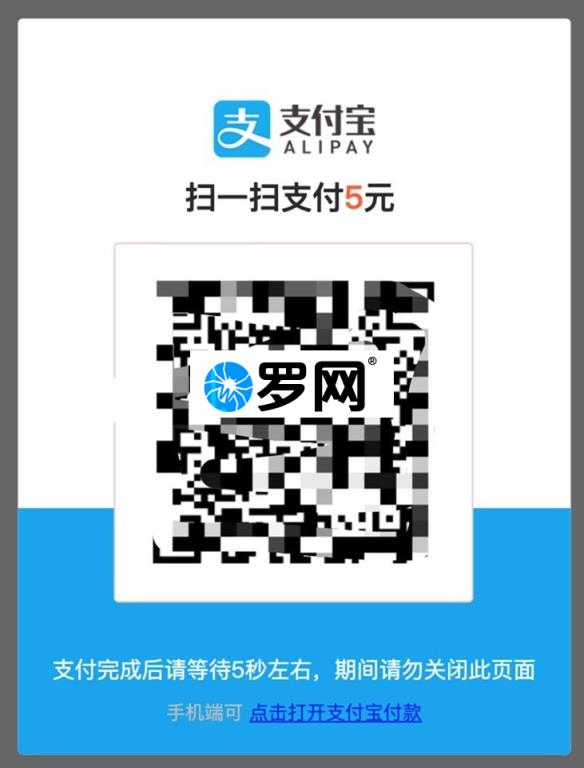 支付宝
ALIPAY
扫一扫支付5元
罗网®
支付完成后请等待5秒左右，期间请勿关闭此页面
手机端可 点击打开支付宝付款